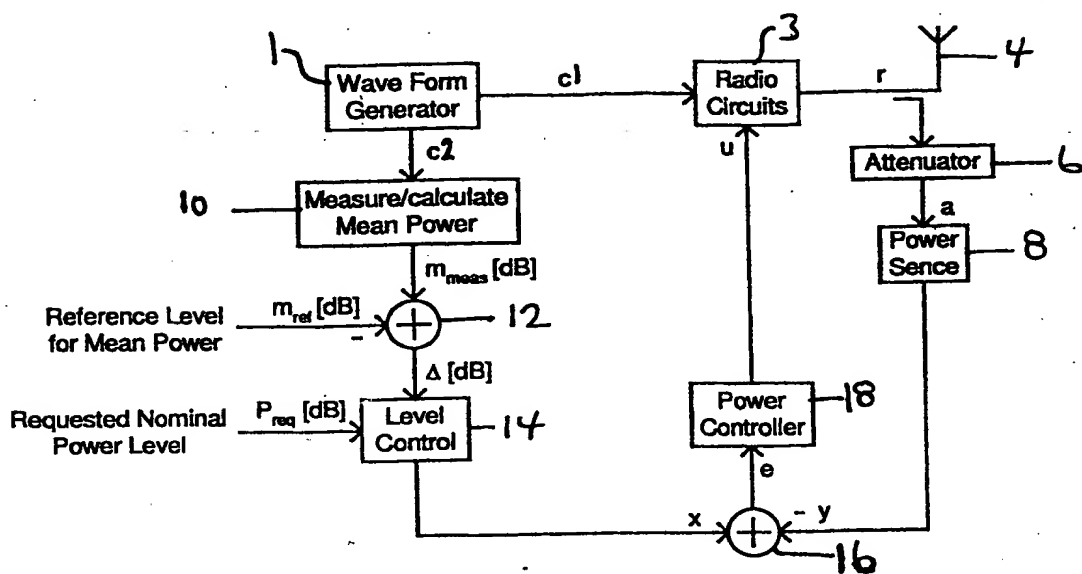 1
Wave Form
Generator
c1
3
Radio
Circuits
r
4
c2
u
Attenuator
6
10
Measure/calculate
Mean Power
a
Power
Sence
8
m_meas [dB]
Reference Level
for Mean Power
m_ref [dB]
-
+
12
Δ [dB]
Requested Nominal
Power Level
P_req [dB]
Level
Control
14
Power
Controller
18
e
x
+
- y
16